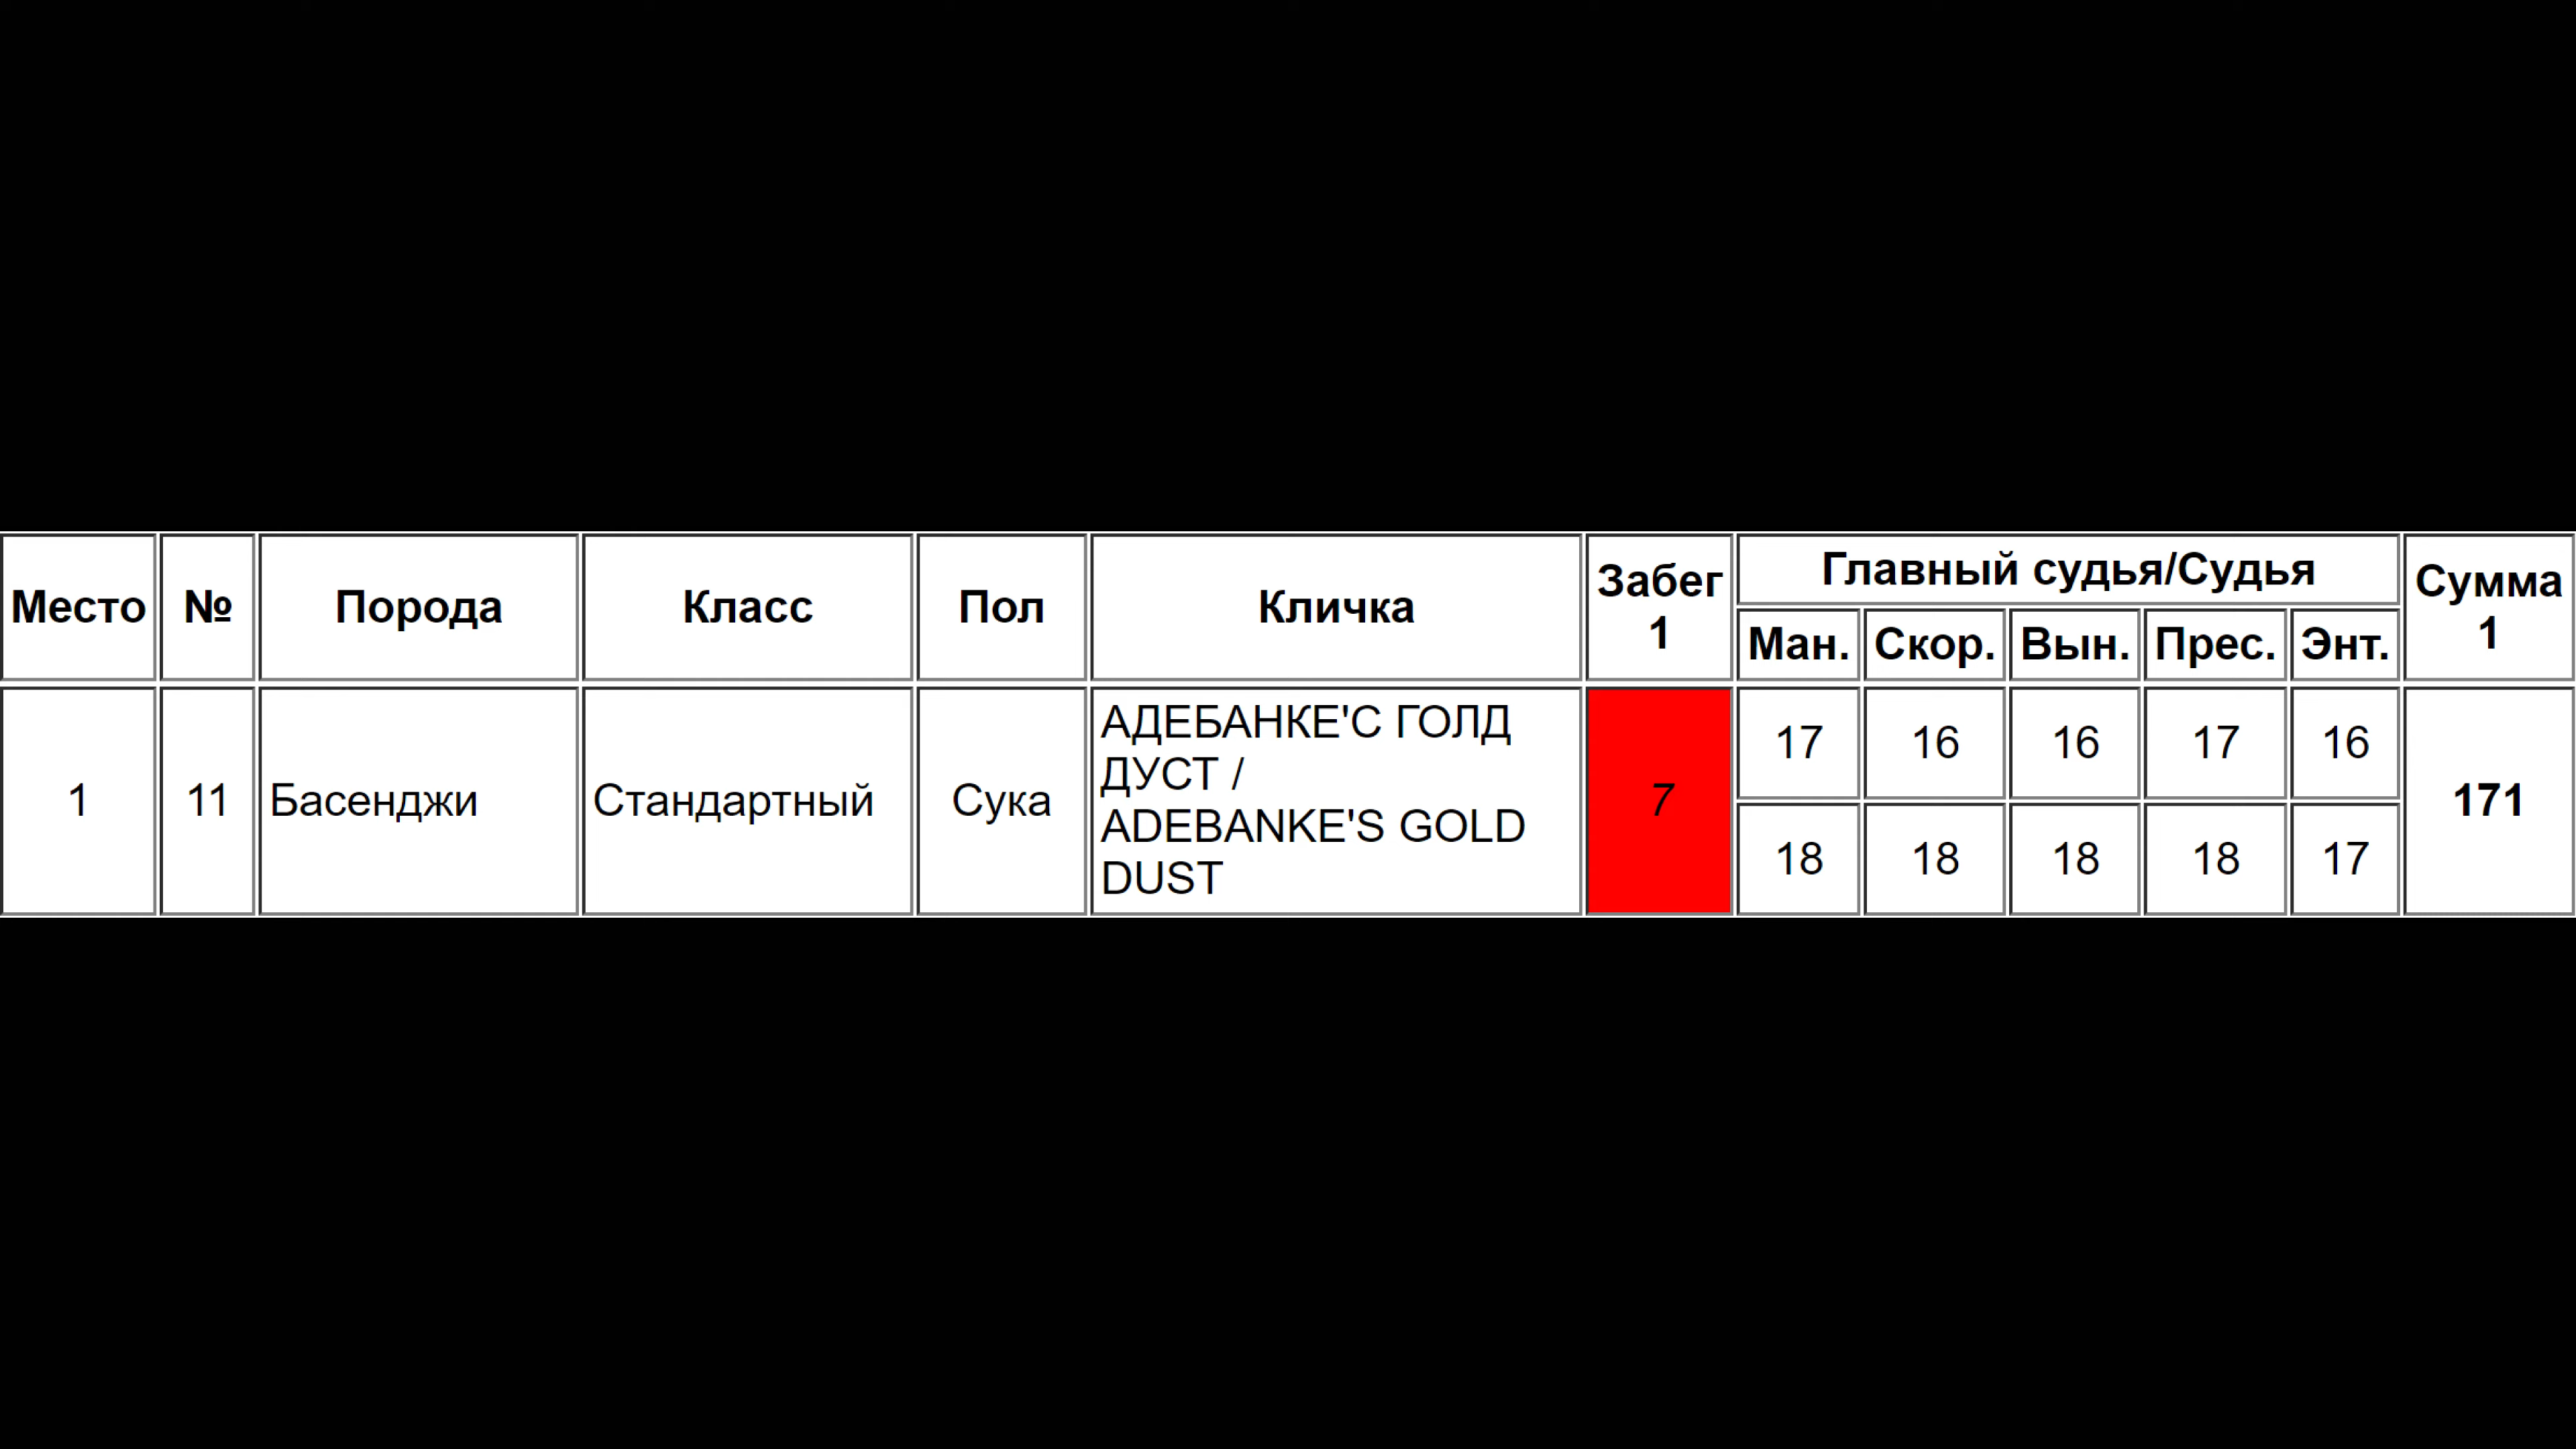 Место № Порода Класс Пол Кличка Забег 1 Главный судья/Судья Сумма 1
Ман. Скор. Вын. Прес. Энт.
1 11 Басенджи Стандартный Сука АДЕБАНКЕ'С ГОЛД
ДУСТ /
ADEBANKE'S GOLD
DUST
7 17 16 16 17 16 171
18 18 18 18 17